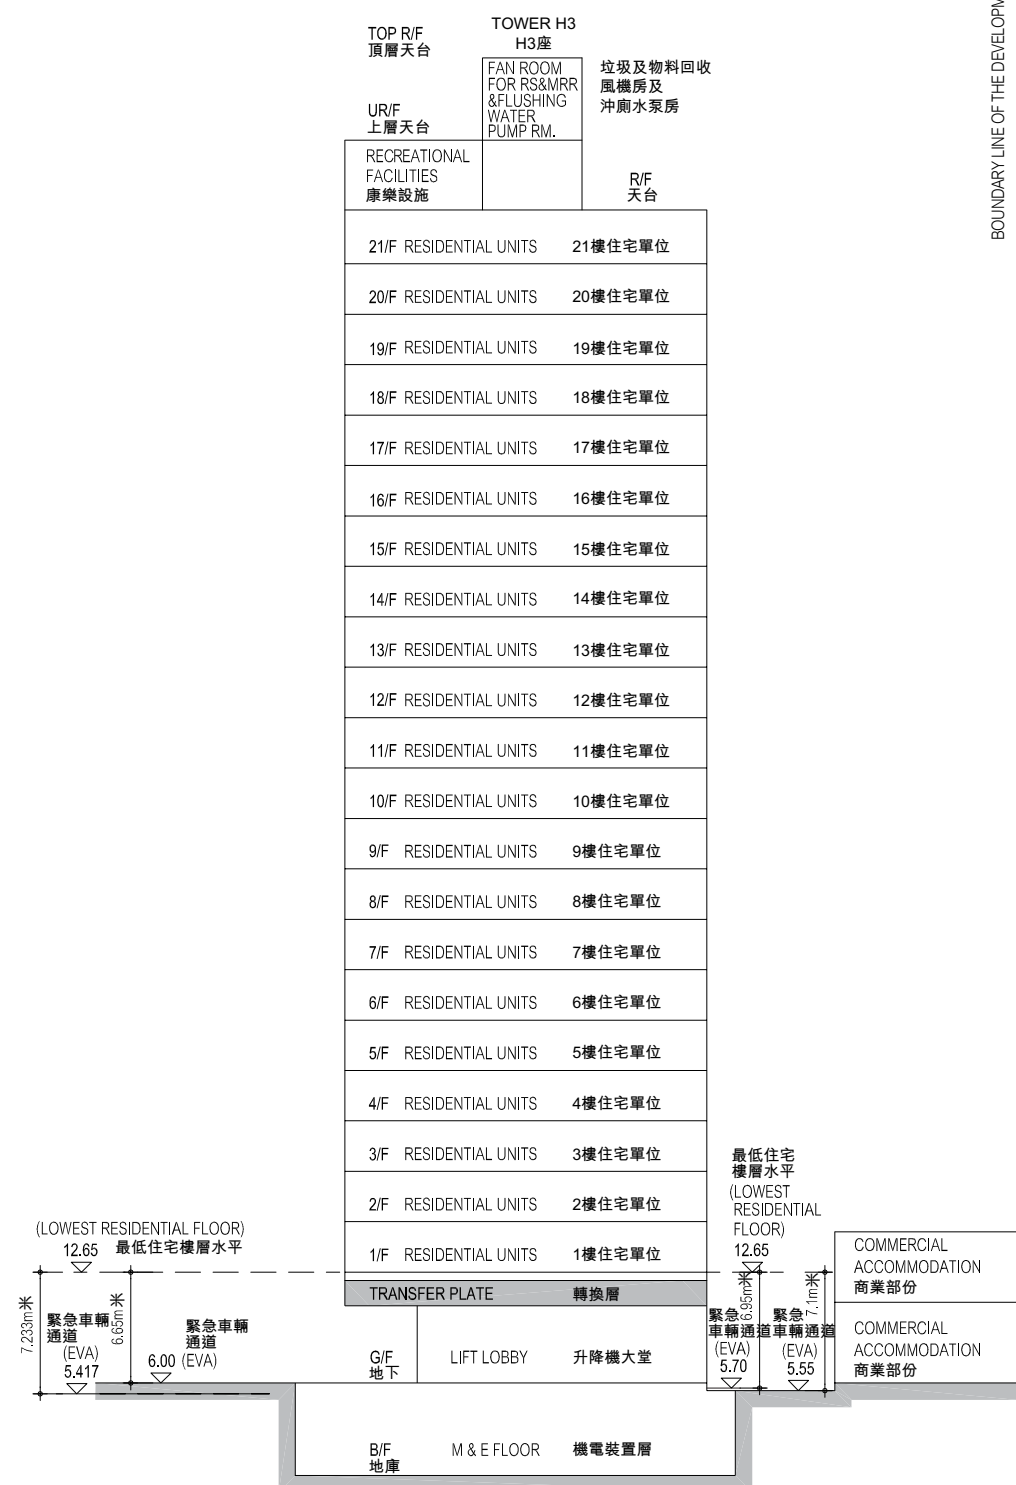 TOWER H3
H3座
TOP R/F
頂層天台
FAN ROOM
FOR RS&MRR
&FLUSHING
WATER
PUMP RM.
垃圾及物料回收
風機房及
沖廁水泵房
UR/F
上層天台
RECREATIONAL
FACILITIES
康樂設施
R/F
天台
BOUNDARY LINE OF THE DEVELOPM
21/F RESIDENTIAL UNITS 21樓住宅單位
20/F RESIDENTIAL UNITS 20樓住宅單位
19/F RESIDENTIAL UNITS 19樓住宅單位
18/F RESIDENTIAL UNITS 18樓住宅單位
17/F RESIDENTIAL UNITS 17樓住宅單位
16/F RESIDENTIAL UNITS 16樓住宅單位
15/F RESIDENTIAL UNITS 15樓住宅單位
14/F RESIDENTIAL UNITS 14樓住宅單位
13/F RESIDENTIAL UNITS 13樓住宅單位
12/F RESIDENTIAL UNITS 12樓住宅單位
11/F RESIDENTIAL UNITS 11樓住宅單位
10/F RESIDENTIAL UNITS 10樓住宅單位
9/F RESIDENTIAL UNITS 9樓住宅單位
8/F RESIDENTIAL UNITS 8樓住宅單位
7/F RESIDENTIAL UNITS 7樓住宅單位
6/F RESIDENTIAL UNITS 6樓住宅單位
5/F RESIDENTIAL UNITS 5樓住宅單位
4/F RESIDENTIAL UNITS 4樓住宅單位
3/F RESIDENTIAL UNITS 3樓住宅單位
2/F RESIDENTIAL UNITS 2樓住宅單位
1/F RESIDENTIAL UNITS 1樓住宅單位
TRANSFER PLATE 轉換層
G/F
地下
LIFT LOBBY 升降機大堂
B/F
地庫
M & E FLOOR 機電裝置層
(LOWEST RESIDENTIAL FLOOR)
12.65 最低住宅樓層水平
7.233m米
緊急車輛
通道
(EVA)
5.417
6.65m米
緊急車輛
通道
6.00 (EVA)
最低住宅
樓層水平
(LOWEST
RESIDENTIAL
FLOOR)
12.65
緊急
車輛通道
(EVA)
5.70
6.95m米
緊急
車輛通道
(EVA)
5.55
7.1m米
COMMERCIAL
ACCOMMODATION
商業部份
COMMERCIAL
ACCOMMODATION
商業部份